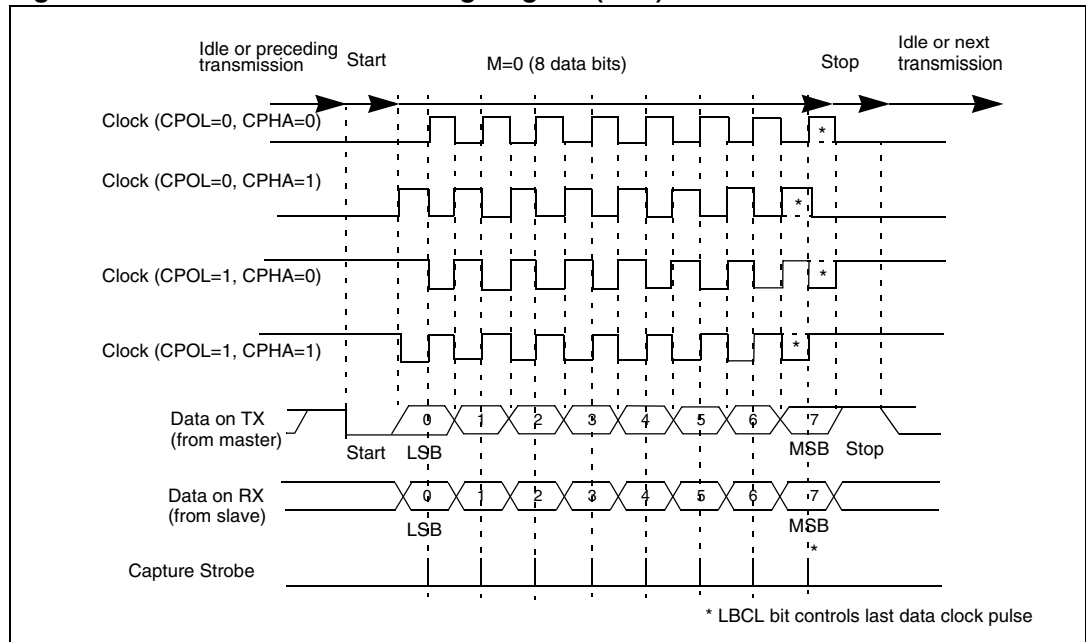 Idle or preceding
transmission
Start
M=0 (8 data bits)
Stop
Idle or next
transmission
Clock (CPOL=0, CPHA=0)
*
Clock (CPOL=0, CPHA=1)
*
Clock (CPOL=1, CPHA=0)
*
Clock (CPOL=1, CPHA=1)
*
Data on TX
(from master)
0 1 2 3 4 5 6 7
Start LSB MSB Stop
Data on RX
(from slave)
0 1 2 3 4 5 6 7
LSB MSB
*
Capture Strobe
* LBCL bit controls last data clock pulse